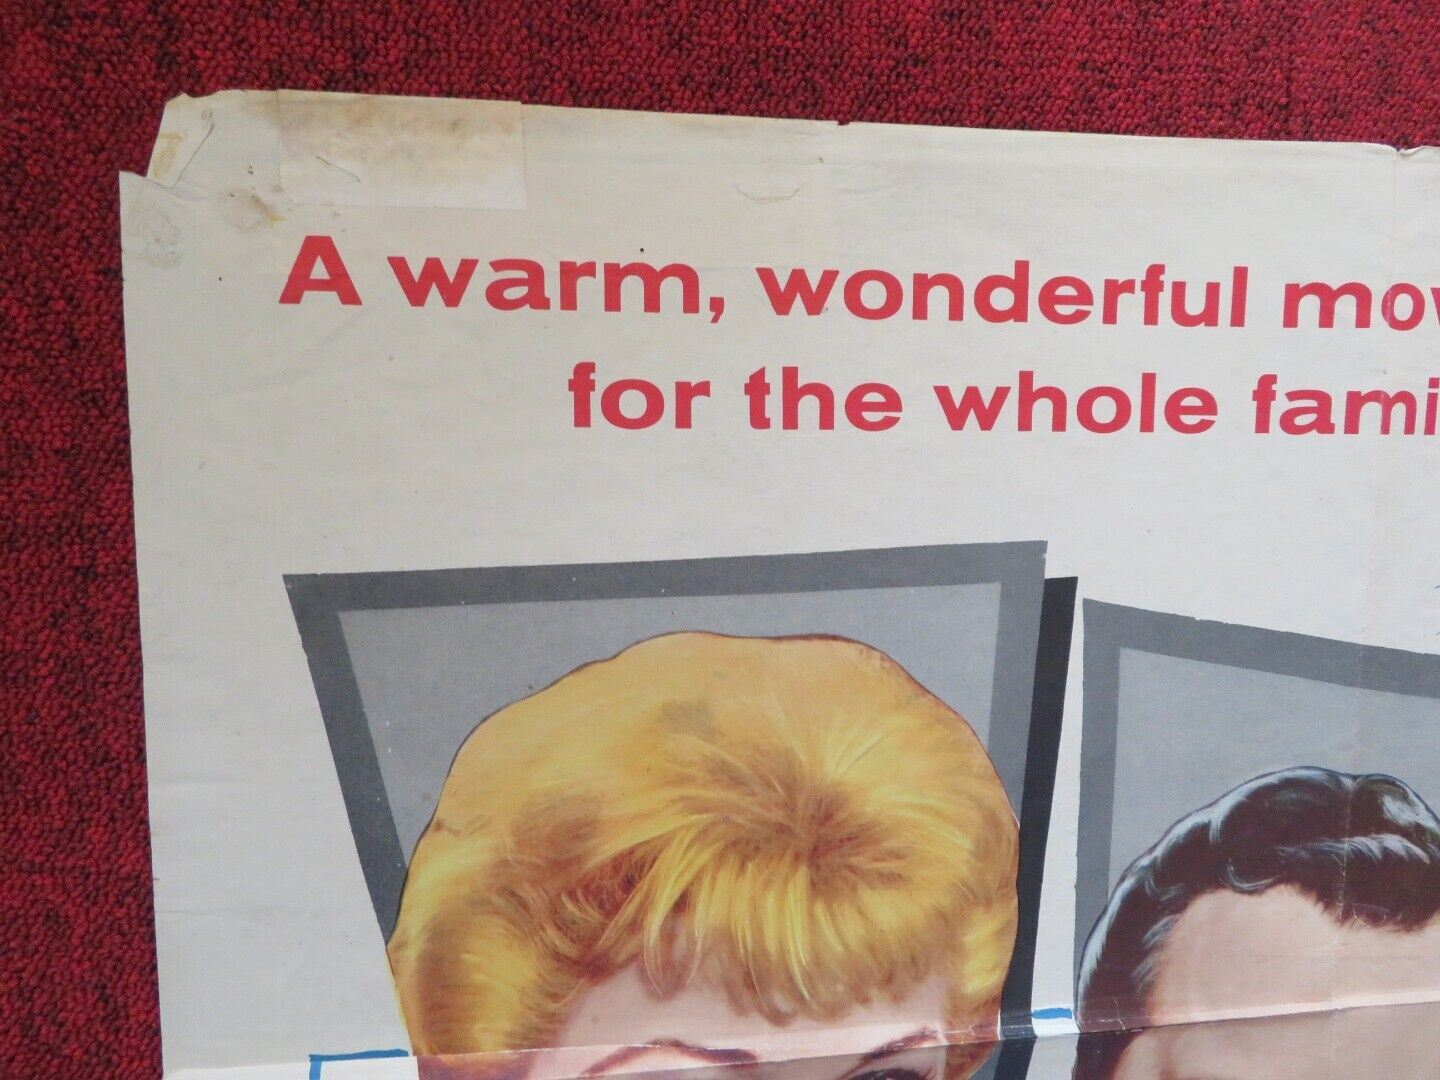 A warm, wonderful mov
for the whole fami